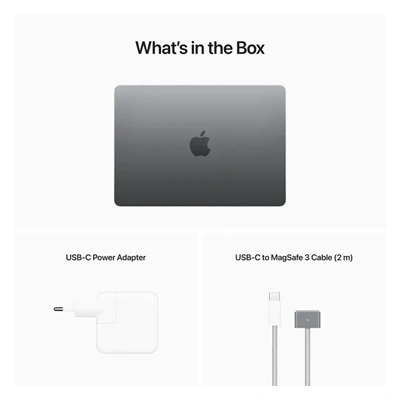 What's in the Box
USB-C Power Adapter
USB-C to MagSafe 3 Cable (2 m)